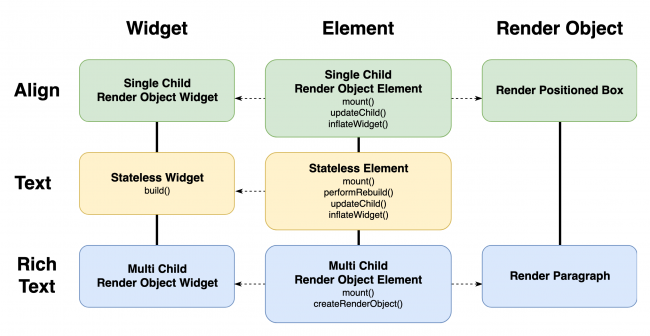 Widget
Element
Render Object
Align
Single Child
Render Object Widget
Single Child
Render Object Element
mount()
updateChild()
inflateWidget()
Render Positioned Box
Text
Stateless Widget
build()
Stateless Element
mount()
performRebuild()
updateChild()
inflateWidget()
Rich
Text
Multi Child
Render Object Widget
Multi Child
Render Object Element
mount()
createRenderObject()
Render Paragraph